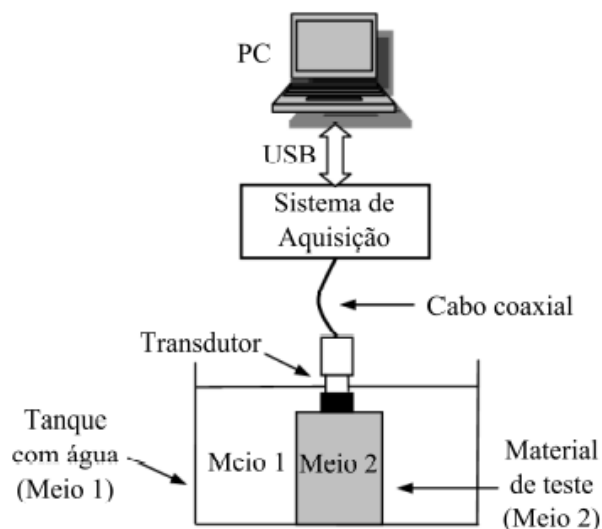 PC
USB
Sistema de
Aquisição
Cabo coaxial
Transdutor
Tanque
com água
(Meio 1)
Mcio 1
Meio 2
Material
de teste
(Meio 2)